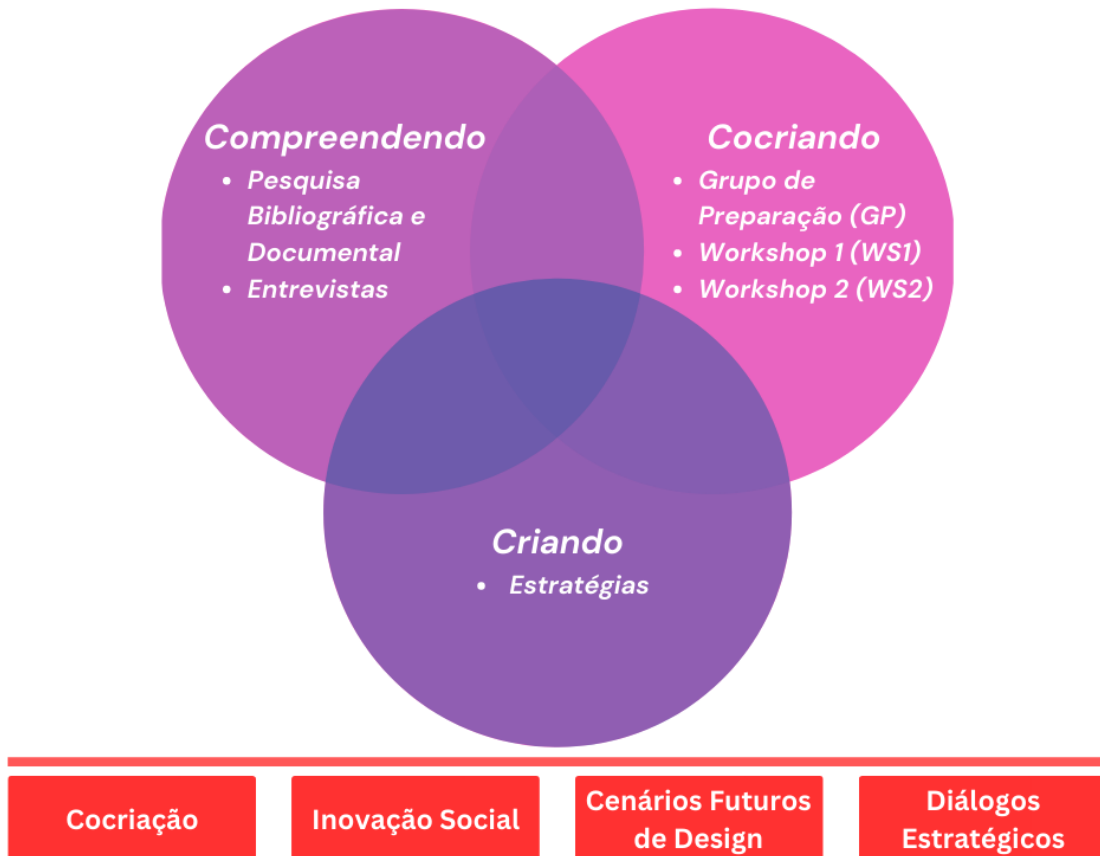 Compreendendo
• Pesquisa
Bibliográfica e
Documental
• Entrevistas
Cocriando
• Grupo de
Preparação (GP)
• Workshop 1 (WS1)
• Workshop 2 (WS2)
Criando
• Estratégias
Cocriação
Inovação Social
Cenários Futuros
de Design
Diálogos
Estratégicos